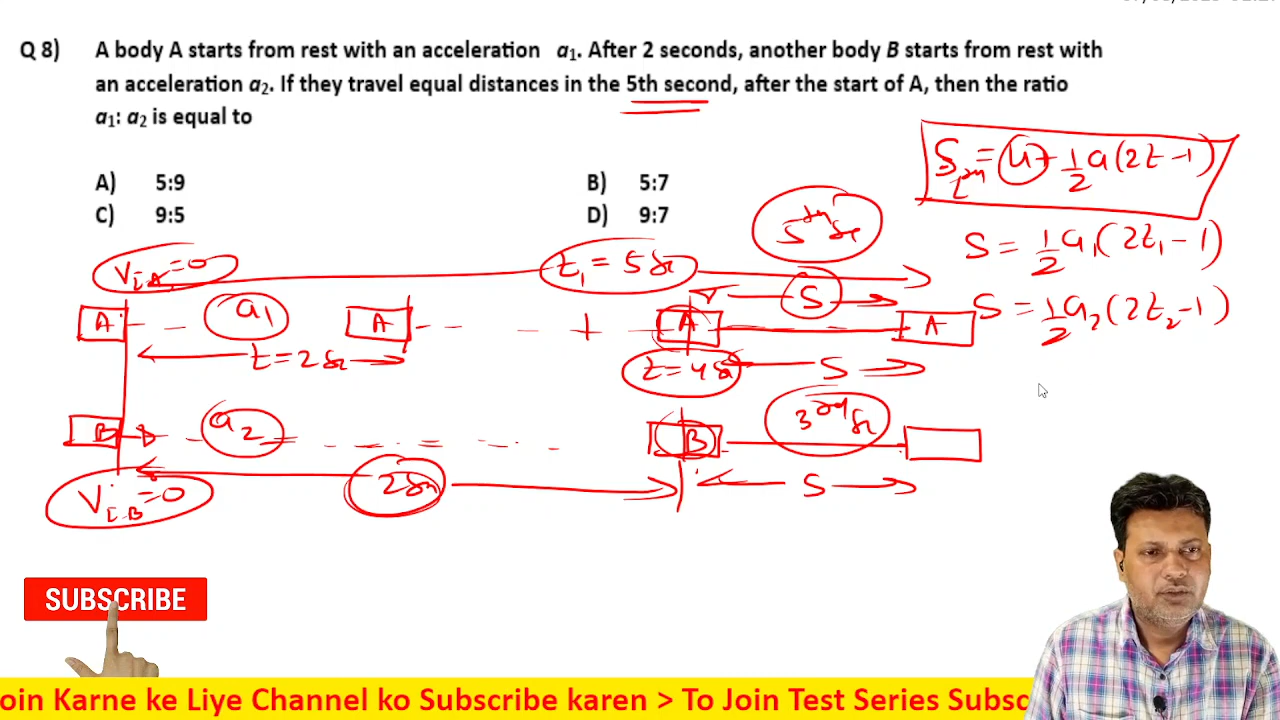 Q 8) A body A starts from rest with an acceleration a₁. After 2 seconds, another body B starts from rest with
an acceleration a₂. If they travel equal distances in the 5th second, after the start of A, then the ratio
a₁: a₂ is equal to
A) 5:9
B) 5:7
C) 9:5
D) 9:7
S = u + 1/2 a (2t - 1)
S = 1/2 a₁ (2t₁ - 1)
S = 1/2 a₂ (2t₂ - 1)
= 0
t₁ = 5
5
S
A a₁ A A A
t = 2
t = 4
S
B a₂ B
3
2
S
= 0
SUBSCRIBE
oin Karne ke Liye Channel ko Subscribe karen > To Join Test Series Subsc